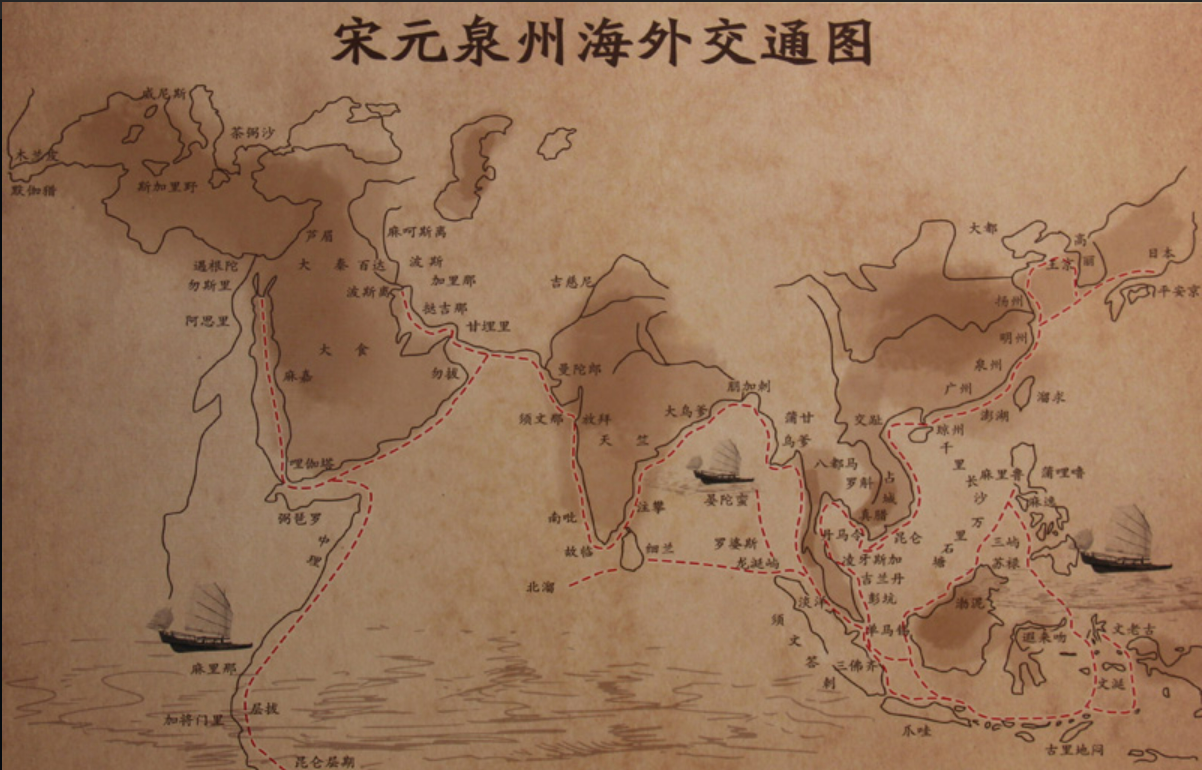 宋元泉州海外交通图
威尼斯
茶弼沙
木兰皮
默伽猎
斯加里野
芦眉
麻呵斯离
大秦
百达
波斯
遏根陀
勿斯里
波斯离
加里那
挞吉那
甘埋里
阿思里
大食
麻嘉
勿拔
哩伽塔
弼琶罗
中理
麻里那
加将门里
层拔
昆仑层期
吉慈尼
曼陀郎
须文那
故拜
天竺
大乌爹
朋加剌
南毗
注辇
故临
细兰
北溜
晏陀蛮
罗婆斯
龙涎屿
蒲甘
乌爹
八都马
罗斛
占城
真腊
丹马令
昆仑
凌牙斯加
吉兰丹
彭坑
淡洋
单马锡
须文答剌
三佛齐
爪哇
大都
高丽
王京
日本
平安京
扬州
明州
泉州
广州
澎湖
溜求
交趾
琼州
千里长沙
万里石塘
麻里鲁
蒲哩噜
麻逸
三屿
苏禄
渤泥
遐来吻
文老古
文诞
古里地闷